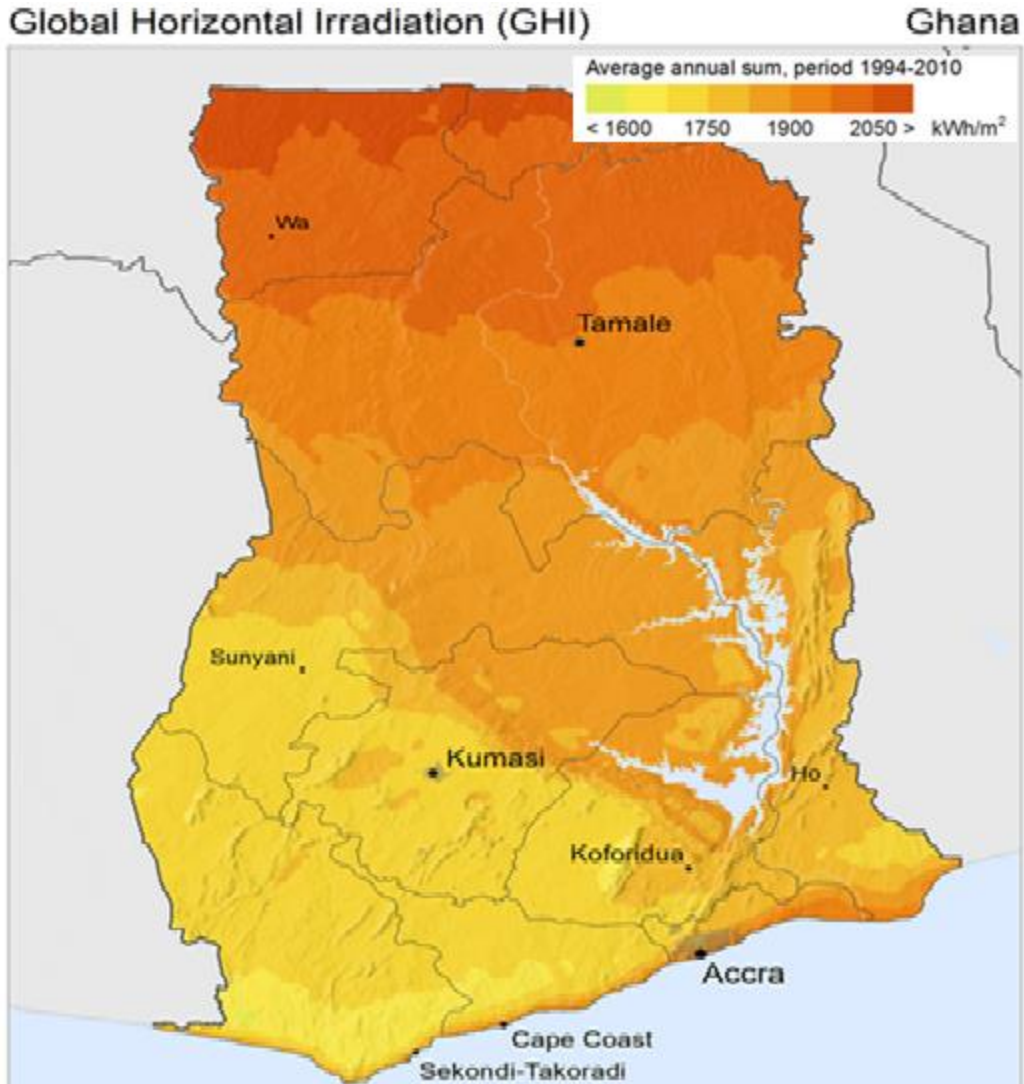 Global Horizontal Irradiation (GHI) Ghana
Average annual sum, period 1994-2010
< 1600 1750 1900 2050 > kWh/m²
Wa
Tamale
Sunyani
Kumasi
Ho
Koforidua
Accra
Cape Coast
Sekondi-Takoradi